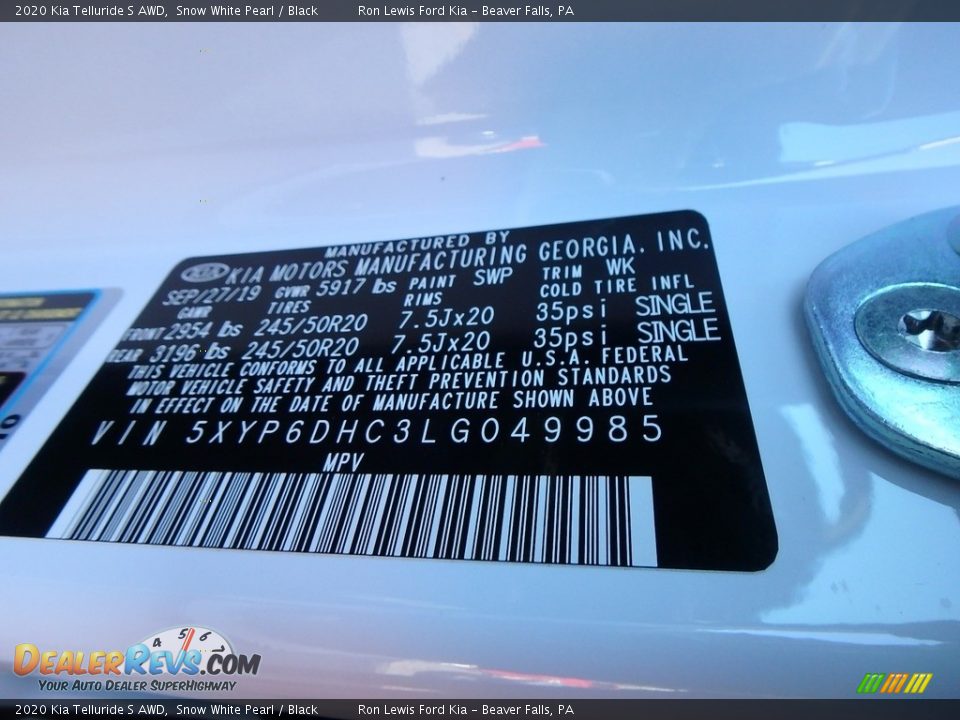 2020 Kia Telluride S AWD, Snow White Pearl / Black Ron Lewis Ford Kia - Beaver Falls, PA
MANUFACTURED BY
KIA KIA MOTORS MANUFACTURING GEORGIA. INC.
SEP/27/19 GVWR 5917 lbs PAINT SWP TRIM WK
GAWR TIRES RIMS COLD TIRE INFL
FRONT 2954 lbs 245/50R20 7.5Jx20 35psi SINGLE
REAR 3196 lbs 245/50R20 7.5Jx20 35psi SINGLE
THIS VEHICLE CONFORMS TO ALL APPLICABLE U.S.A. FEDERAL
MOTOR VEHICLE SAFETY AND THEFT PREVENTION STANDARDS
IN EFFECT ON THE DATE OF MANUFACTURE SHOWN ABOVE
VIN 5XYP6DHC3LG049985
MPV
4 5 6
DEALERREVS.COM
YOUR AUTO DEALER SUPERHIGHWAY
2020 Kia Telluride S AWD, Snow White Pearl / Black Ron Lewis Ford Kia - Beaver Falls, PA